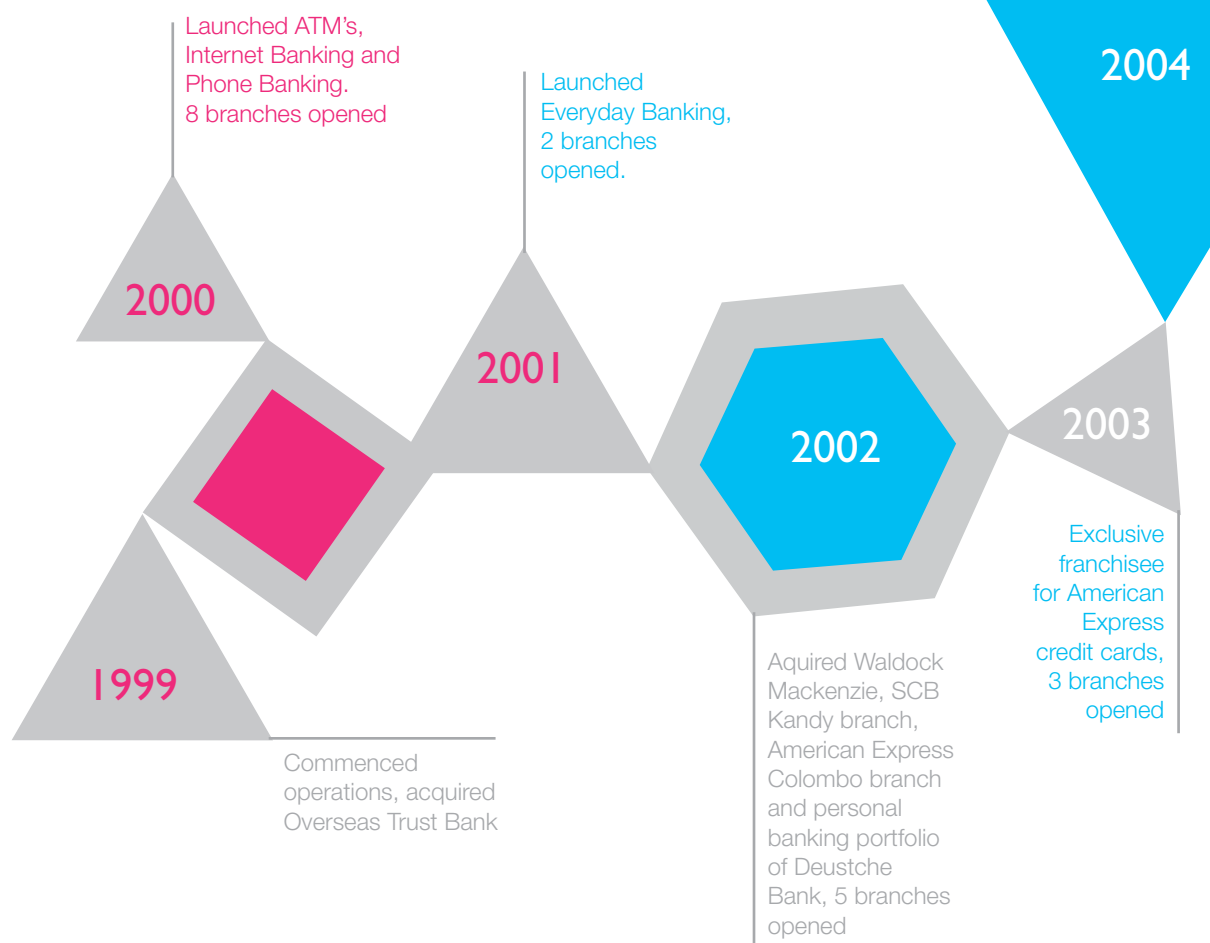 Launched ATM's,
Internet Banking and
Phone Banking.
8 branches opened
2000
Launched
Everyday Banking,
2 branches
opened.
2001
2004
2002
2003
Exclusive
franchisee
for American
Express
credit cards,
3 branches
opened
1999
Commenced
operations, acquired
Overseas Trust Bank
Aquired Waldock
Mackenzie, SCB
Kandy branch,
American Express
Colombo branch
and personal
banking portfolio
of Deustche
Bank, 5 branches
opened